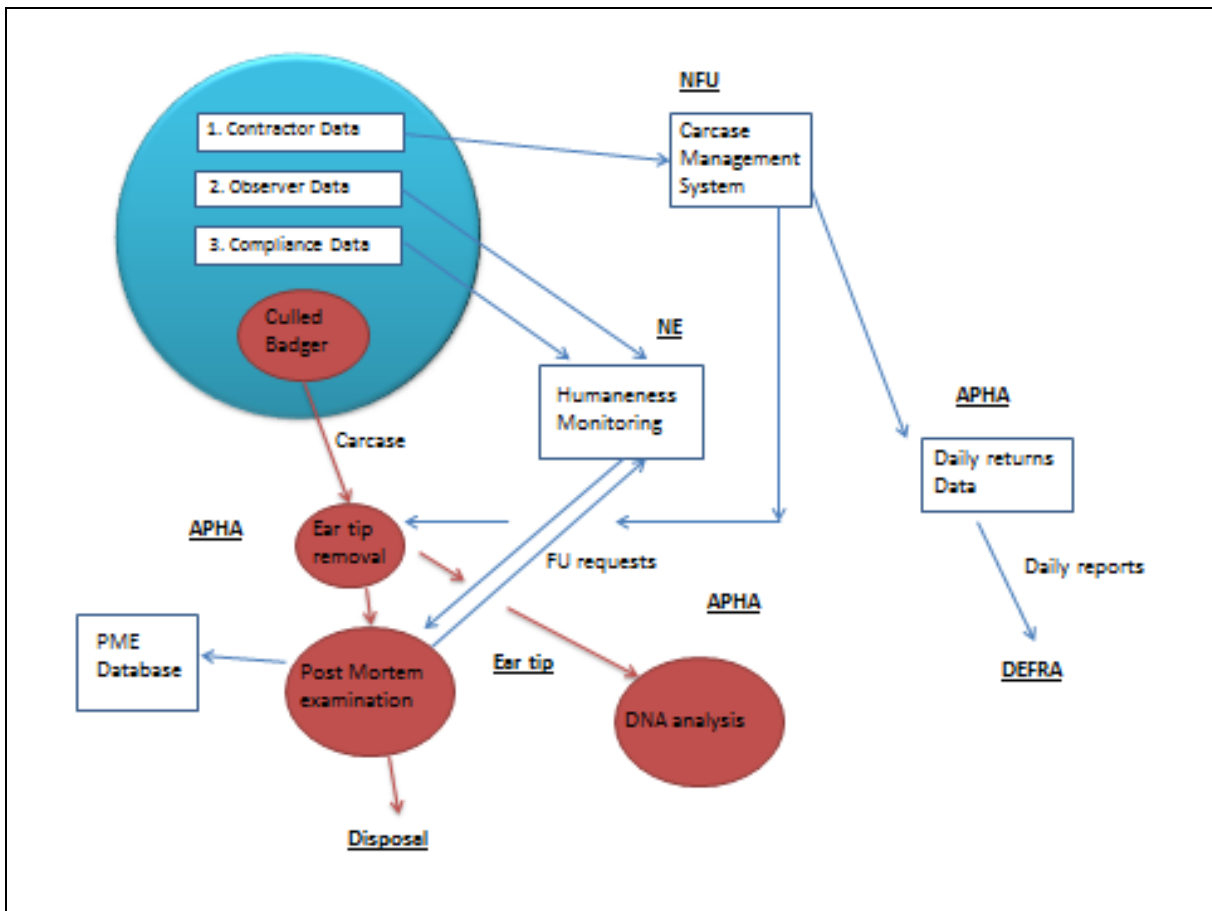 NFU
1. Contractor Data
Carcase
Management
System
2. Observer Data
3. Compliance Data
Culled
Badger
NE
Humaneness
Monitoring
APHA
Carcase
Daily returns
Data
APHA
Ear tip
removal
FU requests
Daily reports
APHA
PME
Database
Post Mortem
examination
Ear tip
DEFRA
DNA analysis
Disposal